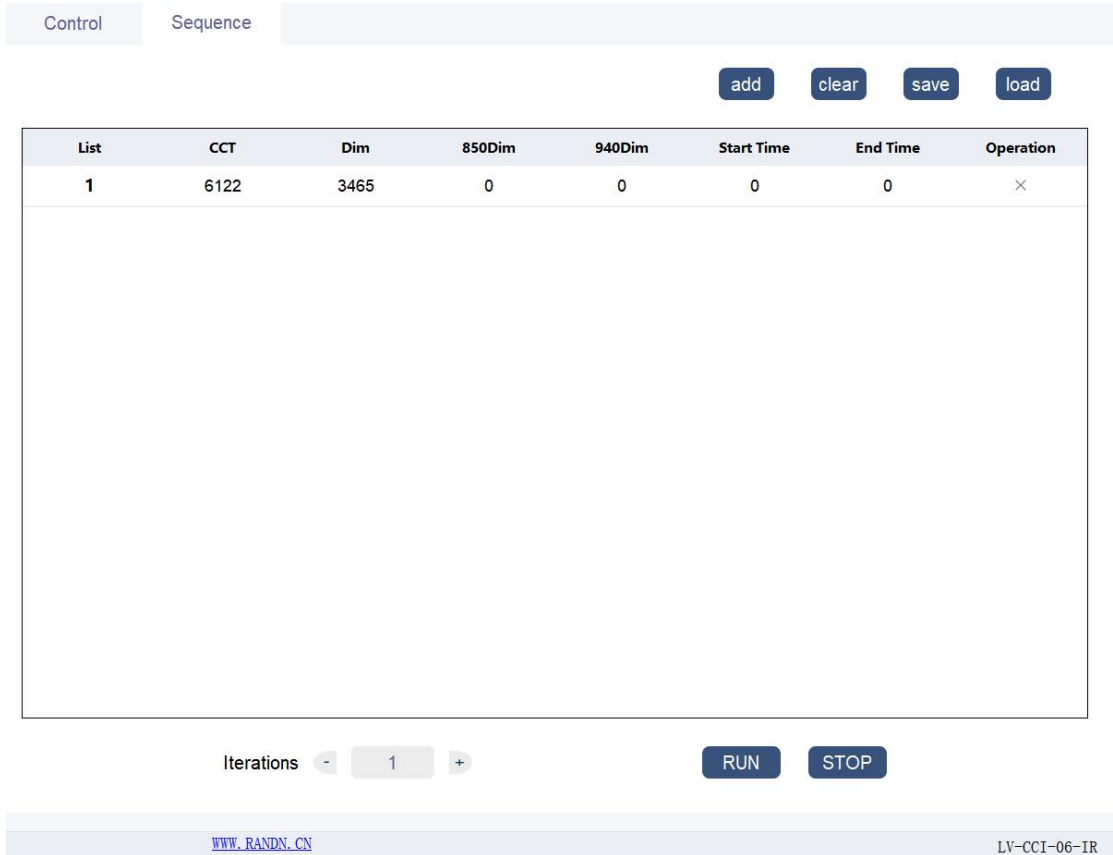 Control Sequence
add clear save load
List CCT Dim 850Dim 940Dim Start Time End Time Operation
1 6122 3465 0 0 0 0 ×
Iterations - 1 + RUN STOP
WWW.RANDN.CN LV-CCI-06-IR